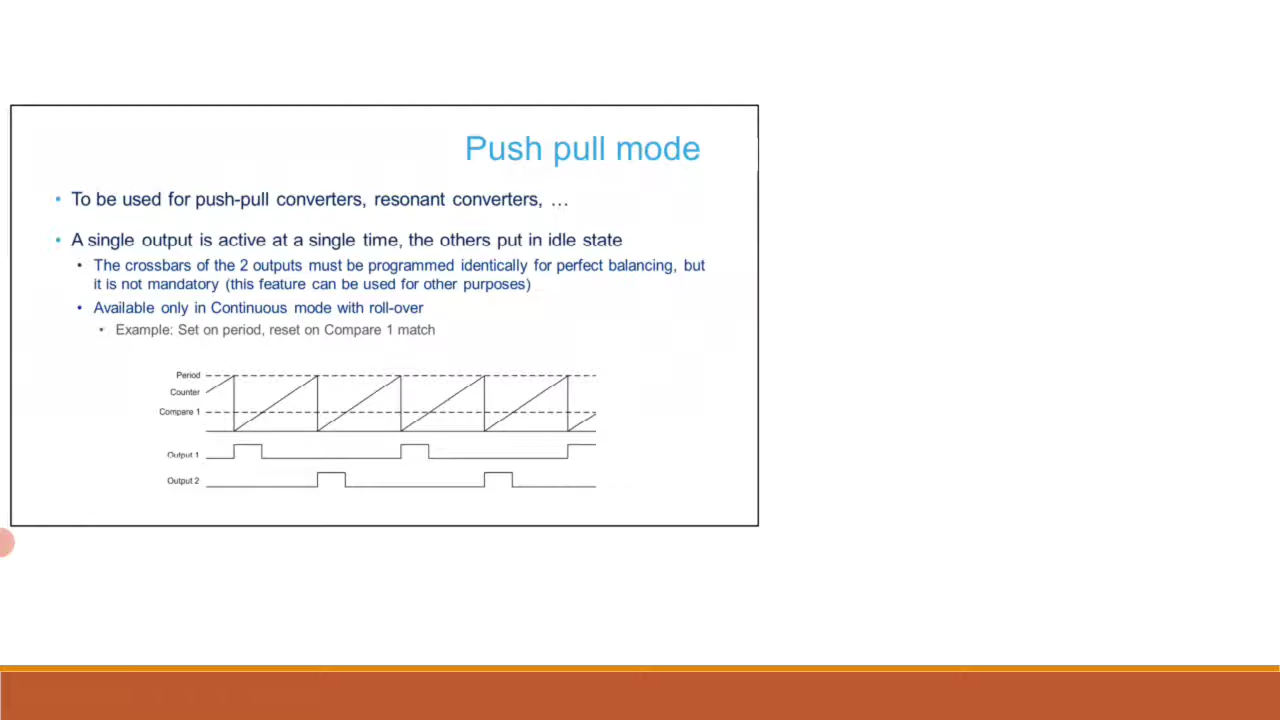 Push pull mode
• To be used for push-pull converters, resonant converters, …
• A single output is active at a single time, the others put in idle state
• The crossbars of the 2 outputs must be programmed identically for perfect balancing, but
it is not mandatory (this feature can be used for other purposes)
• Available only in Continuous mode with roll-over
• Example: Set on period, reset on Compare 1 match
Period
Counter
Compare 1
Output 1
Output 2